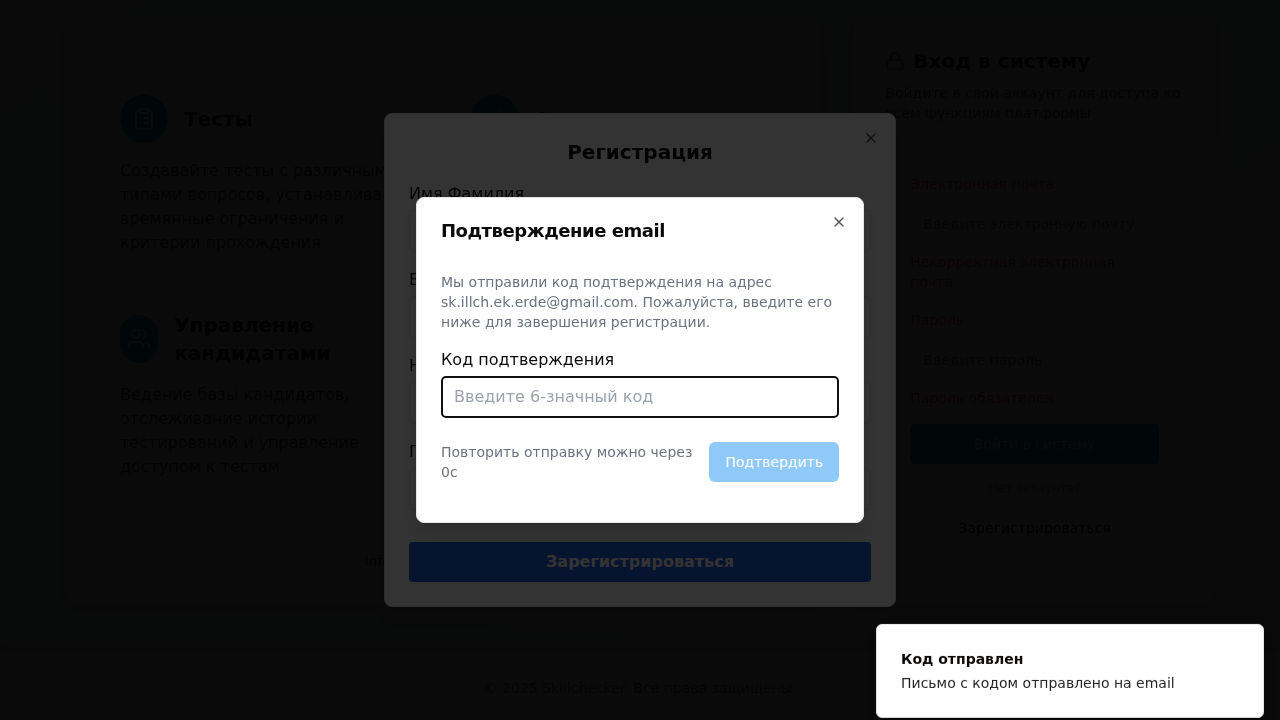 Тесты
Создавайте тесты с различным
типами вопросов, устанавлива
времянные ограничения и
критерии прохождения
Управление
кандидатами
Ведение базы кандидатов,
отслеживание истории
тестирований и управление
доступом к тестам
Регистрация
Имя Фамилия
Подтверждение email
Мы отправили код подтверждения на адрес
sk.illch.ek.erde@gmail.com. Пожалуйста, введите его
ниже для завершения регистрации.
Код подтверждения
Введите 6-значный код
Повторить отправку можно через
0с
Подтвердить
Зарегистрироваться
Вход в систему
Войдите в свой аккаунт для доступа ко
всем функциям платформы
Электронная почта
Введите электронную почту
Некорректная электронная
почта
Пароль
Введите пароль
Пароль обязателен
Войти в систему
Нет аккаунта?
Зарегистрироваться
© 2025 Skillchecker. Все права защищены.
Код отправлен
Письмо с кодом отправлено на email